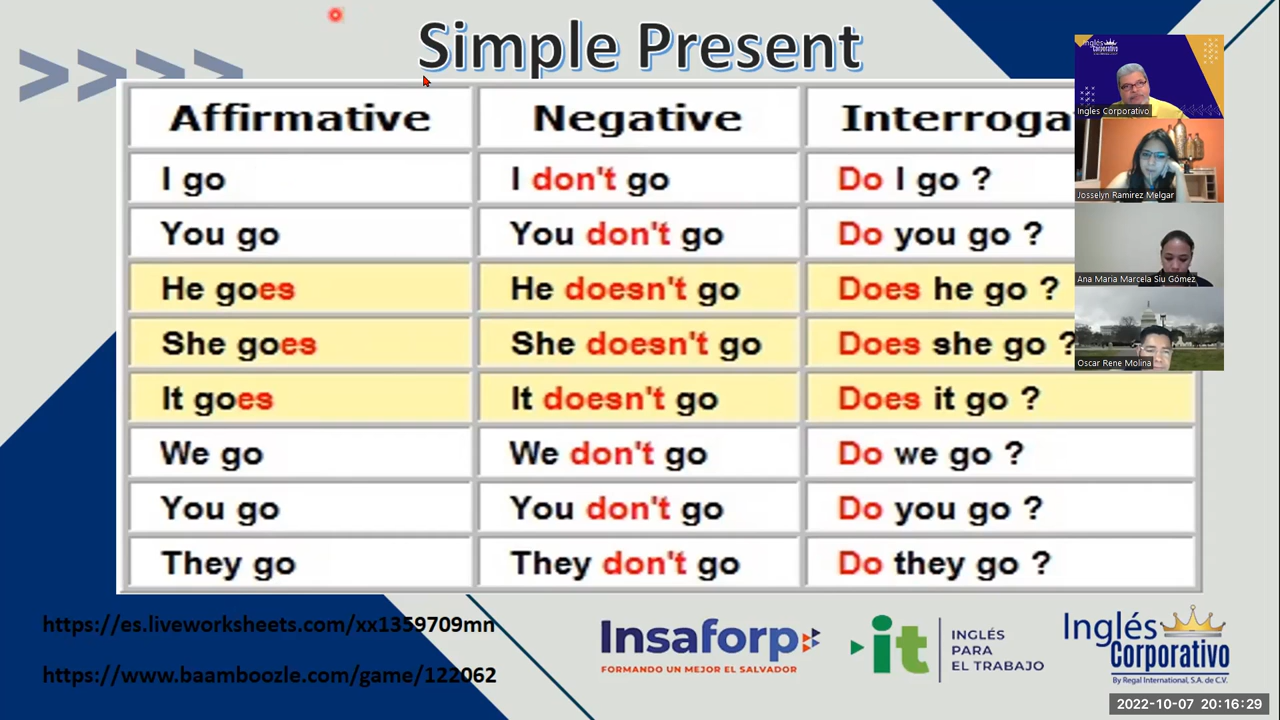 Simple Present
>>>>
Affirmative Negative Interroga
I go I don't go Do I go ?
You go You don't go Do you go ?
He goes He doesn't go Does he go ?
She goes She doesn't go Does she go ?
It goes It doesn't go Does it go ?
We go We don't go Do we go ?
You go You don't go Do you go ?
They go They don't go Do they go ?
Inglés
Corporativo
Ingles Corporativo
Josselyn Ramirez Melgar
Ana Maria Marcela Siu Gómez
Oscar Rene Molina
https://es.liveworksheets.com/xx1359709mn
https://www.baamboozle.com/game/122062
Insaforp
FORMANDO UN MEJOR EL SALVADOR
it
INGLÉS
PARA
EL TRABAJO
Inglés
Corporativo
By Regal International, S.A. de C.V.
2022-10-07 20:16:29